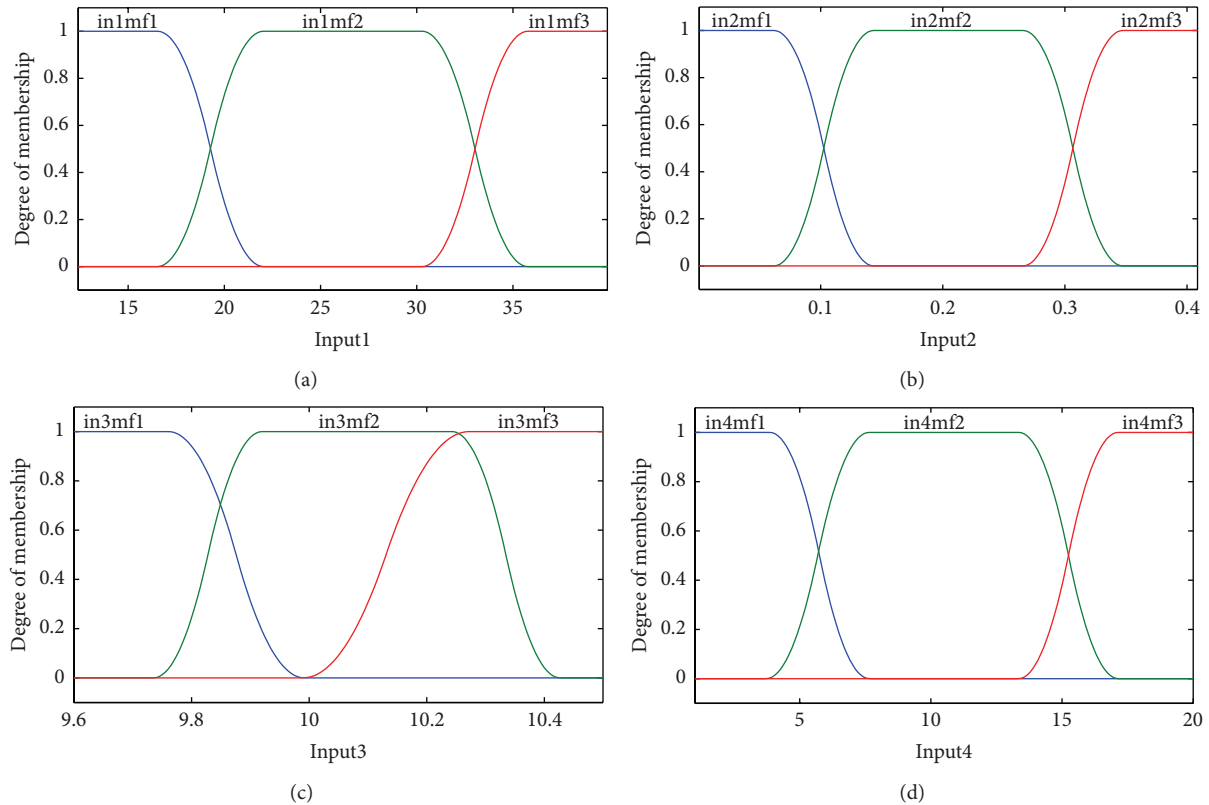 in1mf1 in1mf2 in1mf3
1
0.8
0.6
0.4
0.2
0
Degree of membership
15 20 25 30 35
Input1
(a)
in2mf1 in2mf2 in2mf3
1
0.8
0.6
0.4
0.2
0
Degree of membership
0.1 0.2 0.3 0.4
Input2
(b)
in3mf1 in3mf2 in3mf3
1
0.8
0.6
0.4
0.2
0
Degree of membership
9.6 9.8 10 10.2 10.4
Input3
(c)
in4mf1 in4mf2 in4mf3
1
0.8
0.6
0.4
0.2
0
Degree of membership
5 10 15 20
Input4
(d)